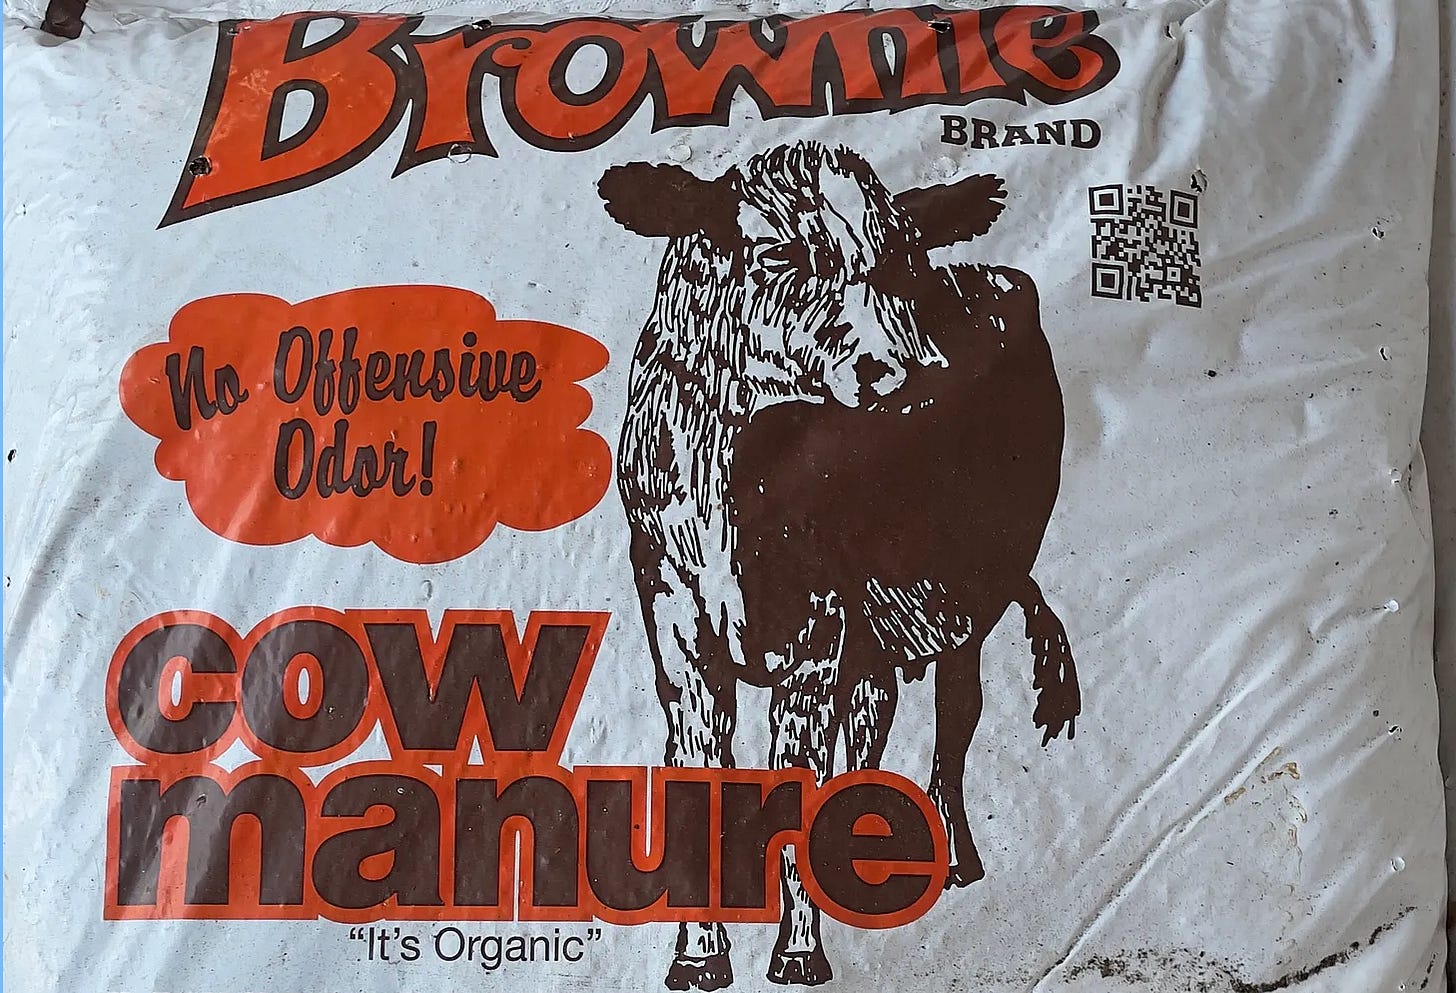 Brownie
BRAND
No Offensive
Odor!
cow
manure
“It’s Organic”